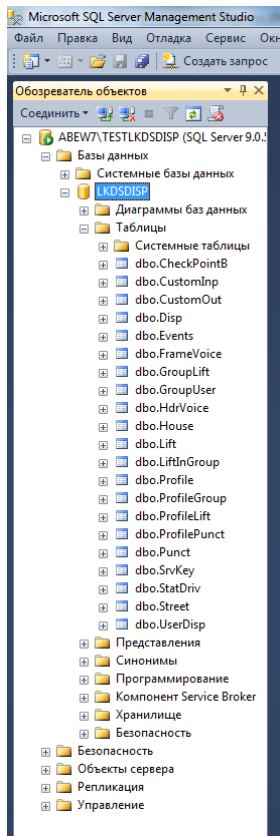 Microsoft SQL Server Management Studio
Файл Правка Вид Отладка Сервис
Создать запрос
Обозреватель объектов
Соединить
ABEW7\TESTLKDSDISP (SQL Server 9.0.
Базы данных
Системные базы данных
LKDSDISP
Диаграммы баз данных
Таблицы
Системные таблицы
dbo.CheckPointB
dbo.CustomInp
dbo.CustomOut
dbo.Disp
dbo.Events
dbo.FrameVoice
dbo.GroupLift
dbo.GroupUser
dbo.HdrVoice
dbo.House
dbo.Lift
dbo.LiftInGroup
dbo.Profile
dbo.ProfileGroup
dbo.ProfileLift
dbo.ProfilePunct
dbo.Punct
dbo.SrvKey
dbo.StatDriv
dbo.Street
dbo.UserDisp
Представления
Синонимы
Программирование
Компонент Service Broker
Хранилище
Безопасность
Безопасность
Объекты сервера
Репликация
Управление